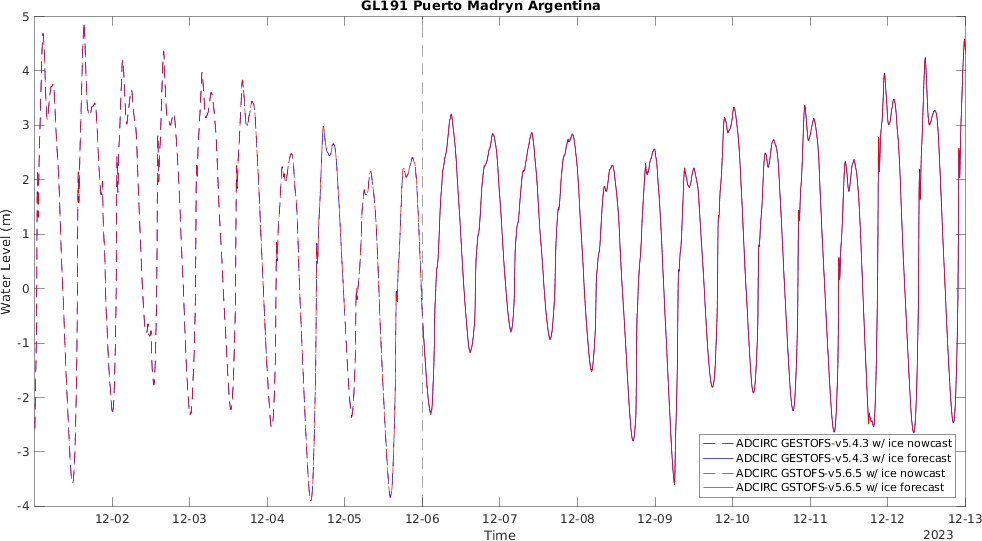 GL191 Puerto Madryn Argentina
5
4
3
2
1
0
-1
-2
-3
-4
Water Level (m)
ADCIRC GESTOFS-v5.4.3 w/ ice nowcast
ADCIRC GESTOFS-v5.4.3 w/ ice forecast
ADCIRC GSTOFS-v5.6.5 w/ ice nowcast
ADCIRC GSTOFS-v5.6.5 w/ ice forecast
12-02 12-03 12-04 12-05 12-06 12-07 12-08 12-09 12-10 12-11 12-12 12-13
Time
2023